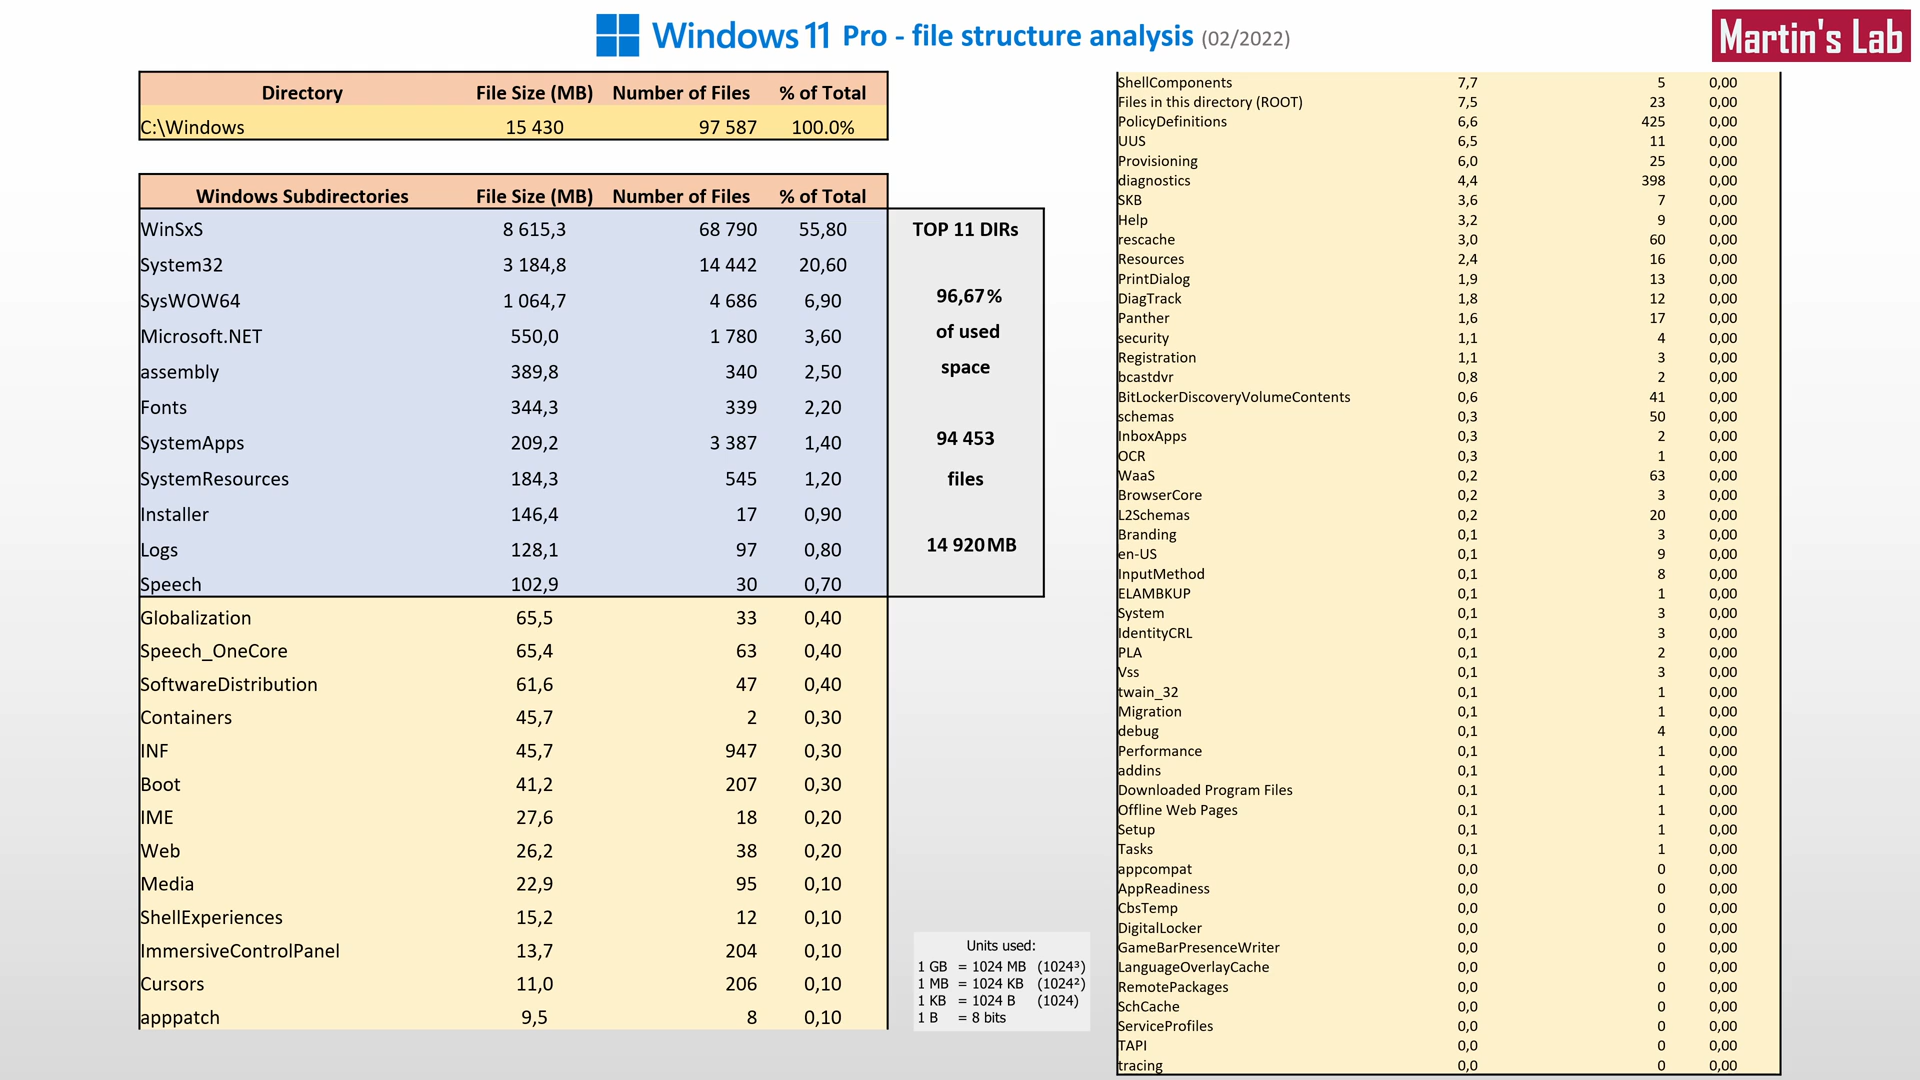 Windows 11 Pro - file structure analysis (02/2022)
Martin's Lab
Directory File Size (MB) Number of Files % of Total
C:\Windows 15 430 97 587 100.0%
Windows Subdirectories File Size (MB) Number of Files % of Total
WinSxS 8 615,3 68 790 55,80
System32 3 184,8 14 442 20,60
SysWOW64 1 064,7 4 686 6,90
Microsoft.NET 550,0 1 780 3,60
assembly 389,8 340 2,50
Fonts 344,3 339 2,20
SystemApps 209,2 3 387 1,40
SystemResources 184,3 545 1,20
Installer 146,4 17 0,90
Logs 128,1 97 0,80
Speech 102,9 30 0,70
Globalization 65,5 33 0,40
Speech_OneCore 65,4 63 0,40
SoftwareDistribution 61,6 47 0,40
Containers 45,7 2 0,30
INF 45,7 947 0,30
Boot 41,2 207 0,30
IME 27,6 18 0,20
Web 26,2 38 0,20
Media 22,9 95 0,10
ShellExperiences 15,2 12 0,10
ImmersiveControlPanel 13,7 204 0,10
Cursors 11,0 206 0,10
apppatch 9,5 8 0,10
TOP 11 DIRs
96,67%
of used
space
94 453
files
14 920 MB
Units used:
1 GB = 1024 MB (1024³)
1 MB = 1024 KB (1024²)
1 KB = 1024 B (1024)
1 B = 8 bits
ShellComponents 7,7 5 0,00
Files in this directory (ROOT) 7,5 23 0,00
PolicyDefinitions 6,6 425 0,00
UUS 6,5 11 0,00
Provisioning 6,0 25 0,00
diagnostics 4,4 398 0,00
SKB 3,6 7 0,00
Help 3,2 9 0,00
rescache 3,0 60 0,00
Resources 2,4 16 0,00
PrintDialog 1,9 13 0,00
DiagTrack 1,8 12 0,00
Panther 1,6 17 0,00
security 1,1 4 0,00
Registration 1,1 3 0,00
bcastdvr 0,8 2 0,00
BitLockerDiscoveryVolumeContents 0,6 41 0,00
schemas 0,3 50 0,00
InboxApps 0,3 2 0,00
OCR 0,3 1 0,00
WaaS 0,2 63 0,00
BrowserCore 0,2 3 0,00
L2Schemas 0,2 20 0,00
Branding 0,1 3 0,00
en-US 0,1 9 0,00
InputMethod 0,1 8 0,00
ELAMBKUP 0,1 1 0,00
System 0,1 3 0,00
IdentityCRL 0,1 3 0,00
PLA 0,1 2 0,00
Vss 0,1 3 0,00
twain_32 0,1 1 0,00
Migration 0,1 1 0,00
debug 0,1 4 0,00
Performance 0,1 1 0,00
addins 0,1 1 0,00
Downloaded Program Files 0,1 1 0,00
Offline Web Pages 0,1 1 0,00
Setup 0,1 1 0,00
Tasks 0,1 1 0,00
appcompat 0,0 0 0,00
AppReadiness 0,0 0 0,00
CbsTemp 0,0 0 0,00
DigitalLocker 0,0 0 0,00
GameBarPresenceWriter 0,0 0 0,00
LanguageOverlayCache 0,0 0 0,00
RemotePackages 0,0 0 0,00
SchCache 0,0 0 0,00
ServiceProfiles 0,0 0 0,00
TAPI 0,0 0 0,00
tracing 0,0 0 0,00